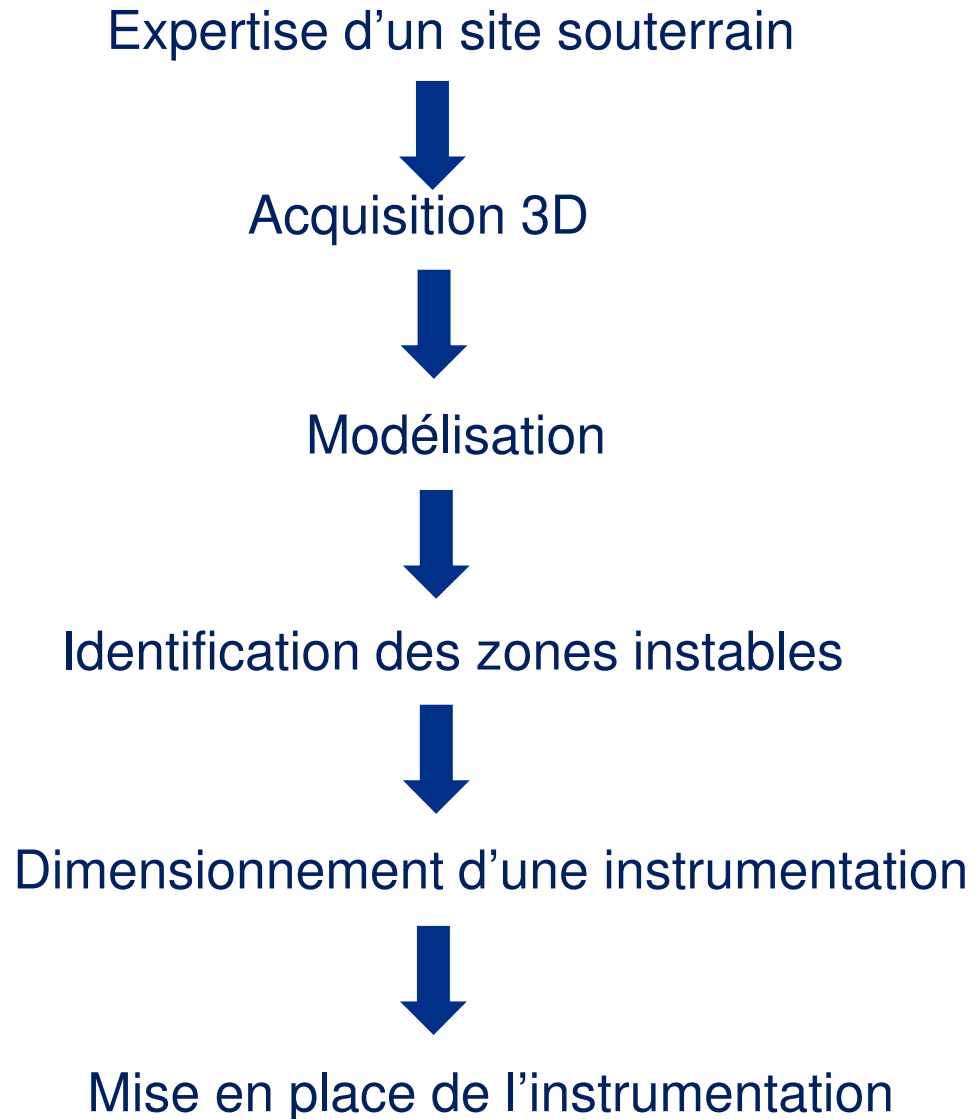 Expertise d’un site souterrain
Acquisition 3D
Modélisation
Identification des zones instables
Dimensionnement d’une instrumentation
Mise en place de l’instrumentation